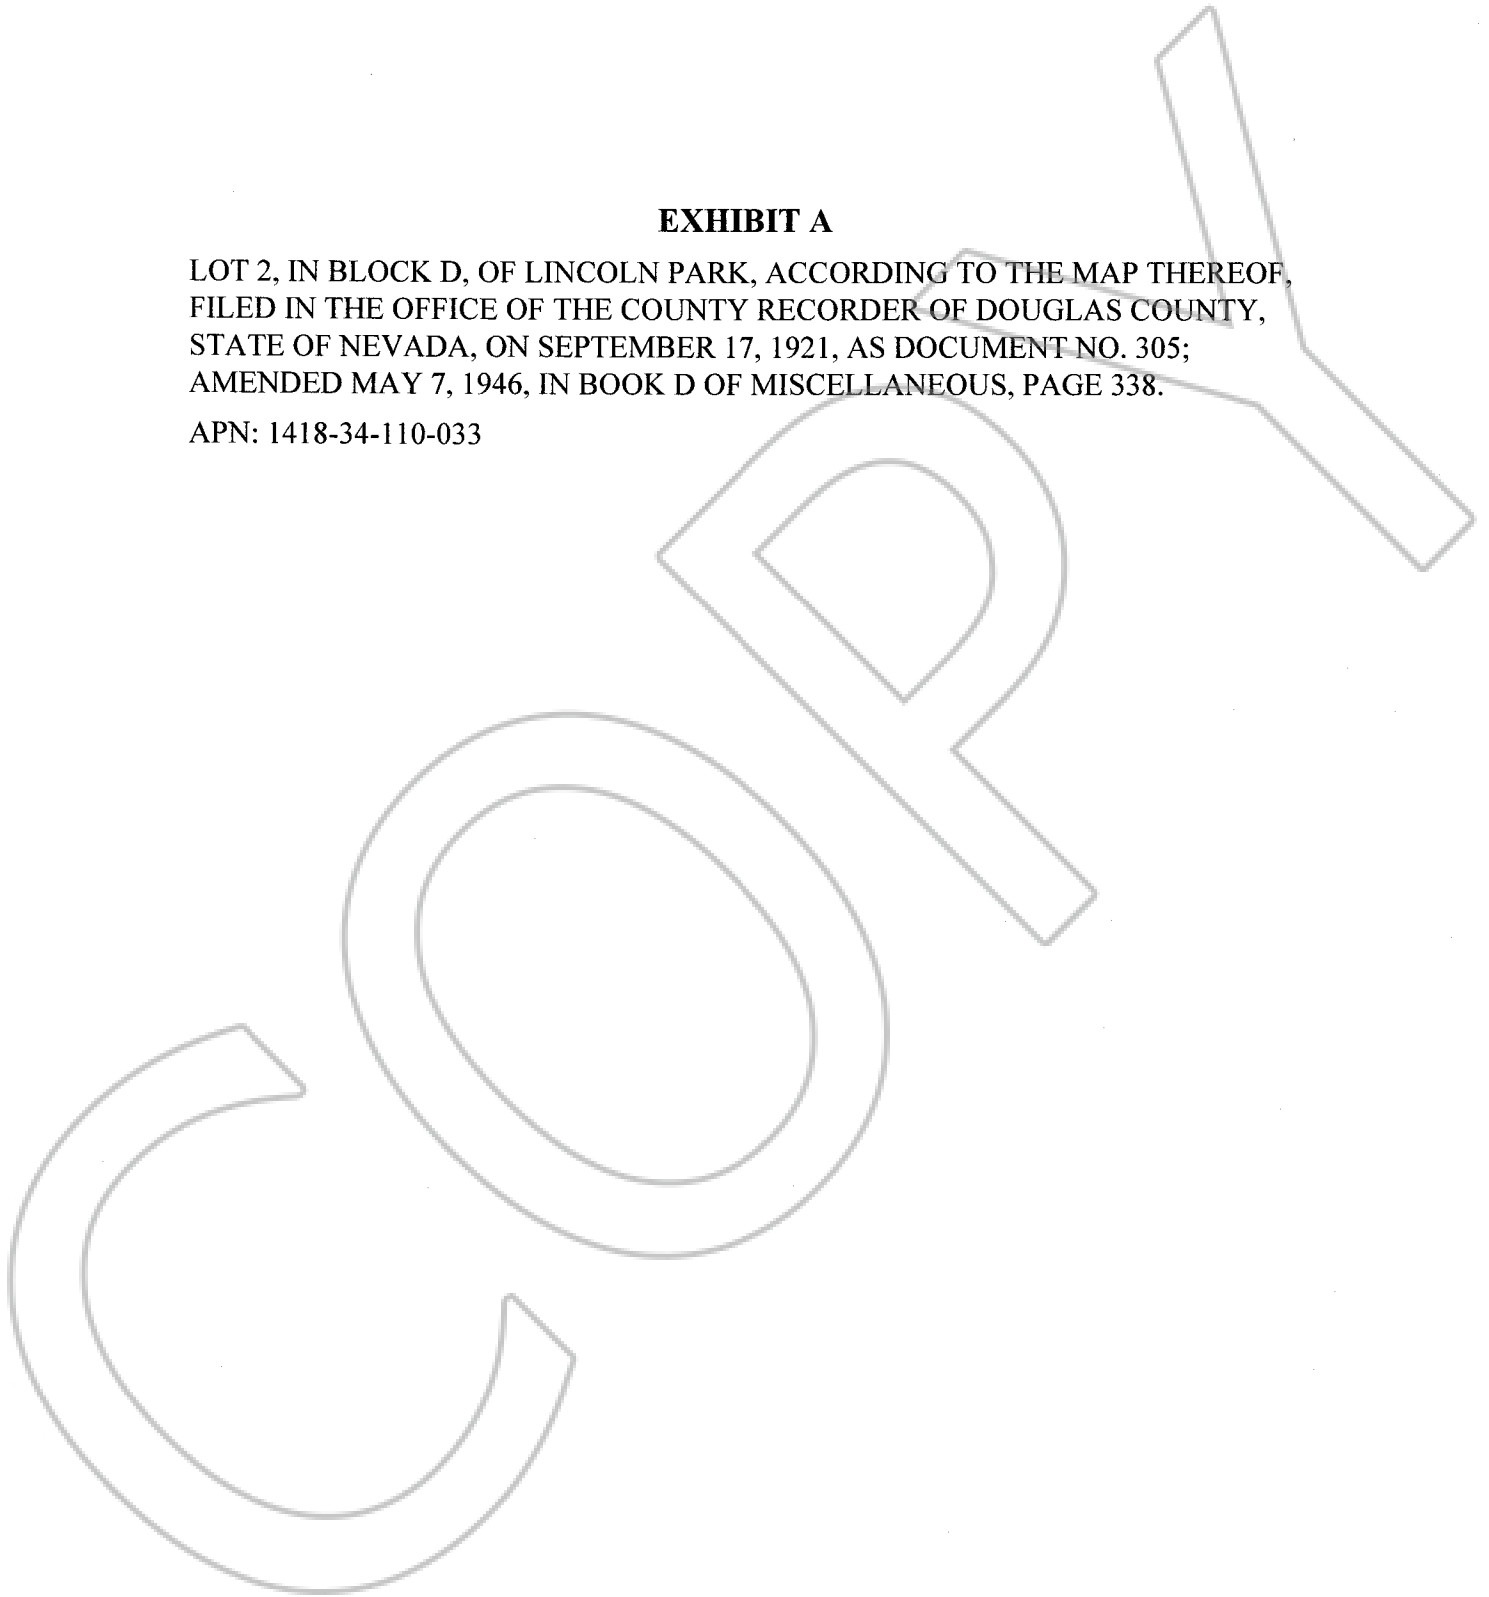 EXHIBIT A
LOT 2, IN BLOCK D, OF LINCOLN PARK, ACCORDING TO THE MAP THEREOF,
FILED IN THE OFFICE OF THE COUNTY RECORDER OF DOUGLAS COUNTY,
STATE OF NEVADA, ON SEPTEMBER 17, 1921, AS DOCUMENT NO. 305;
AMENDED MAY 7, 1946, IN BOOK D OF MISCELLANEOUS, PAGE 338.
APN: 1418-34-110-033
COPY